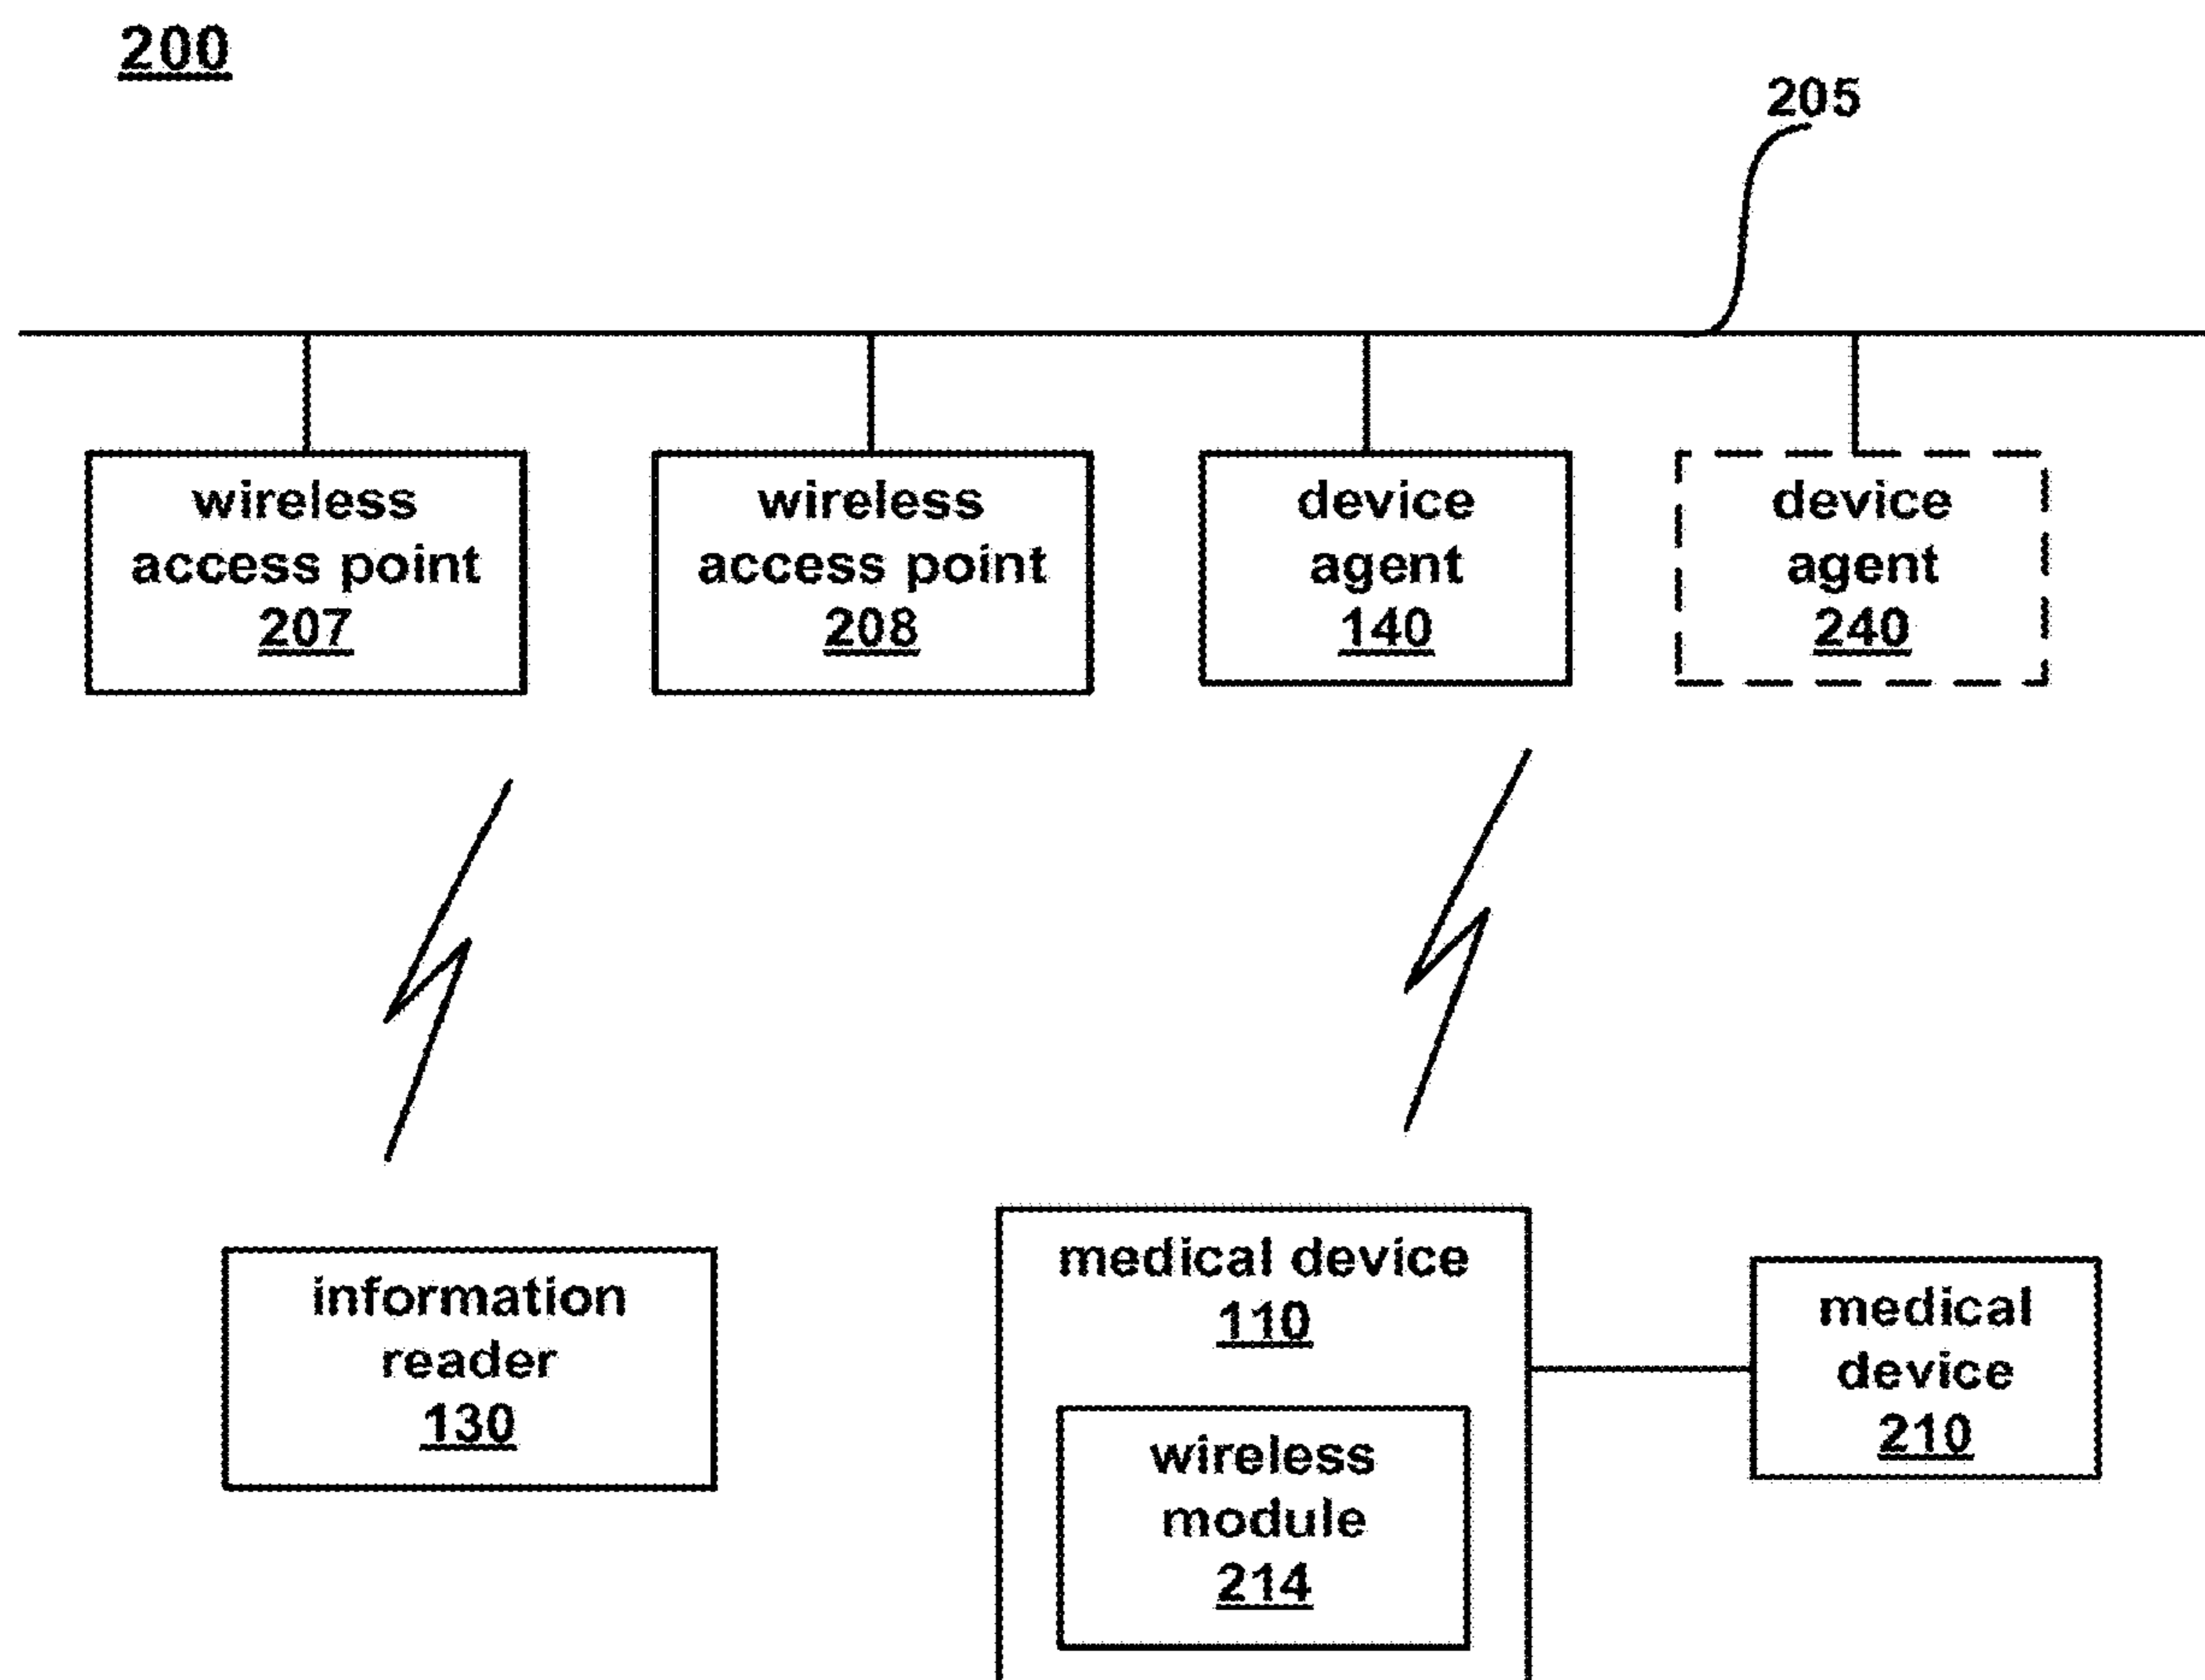 200
205
wireless
access point
207
wireless
access point
208
device
agent
140
device
agent
240
information
reader
130
medical device
110
wireless
module
214
medical
device
210